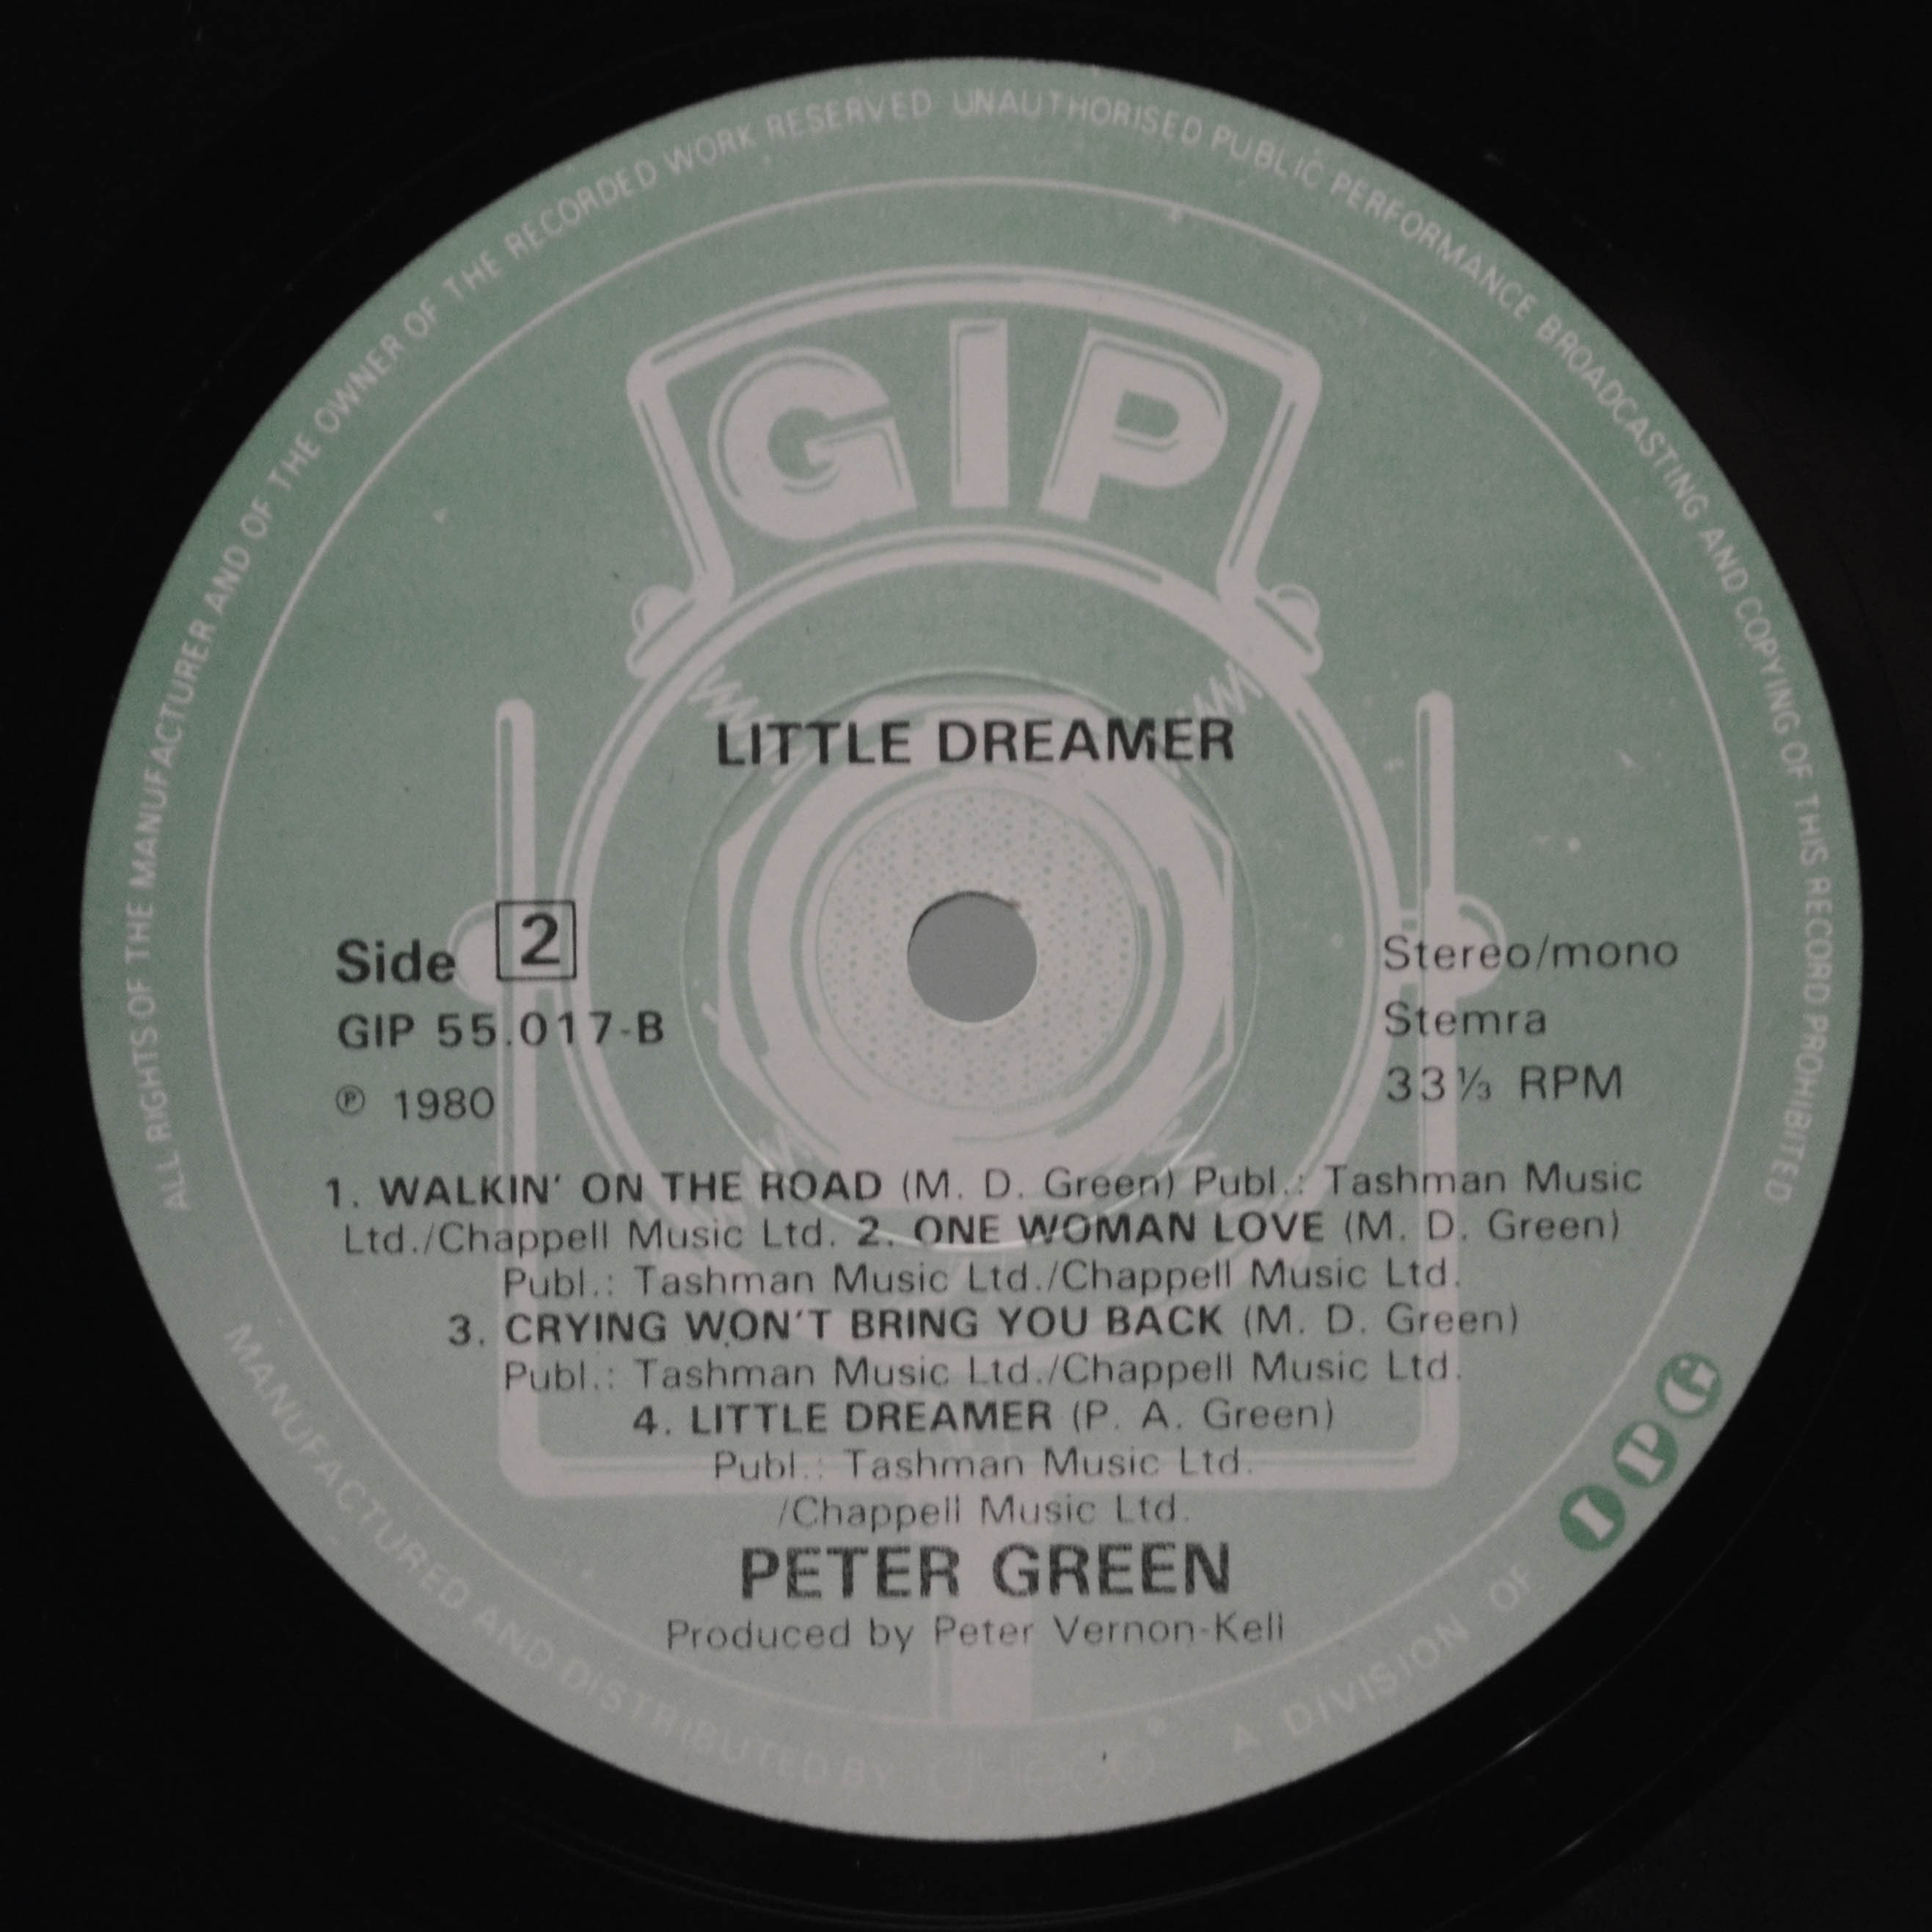 ALL RIGHTS OF THE MANUFACTURER AND OF THE OWNER OF THE RECORDED WORK RESERVED UNAUTHORISED PUBLIC PERFORMANCE BROADCASTING AND COPYING OF THIS RECORD PROHIBITED
GIP
LITTLE DREAMER
Side 2
GIP 55.017-B
℗ 1980
Stereo/mono
Stemra
33⅓ RPM
1. WALKIN' ON THE ROAD (M. D. Green) Publ.: Tashman Music
Ltd./Chappell Music Ltd. 2. ONE WOMAN LOVE (M. D. Green)
Publ.: Tashman Music Ltd./Chappell Music Ltd.
3. CRYING WON'T BRING YOU BACK (M. D. Green)
Publ.: Tashman Music Ltd./Chappell Music Ltd.
4. LITTLE DREAMER (P. A. Green)
Publ.: Tashman Music Ltd.
/Chappell Music Ltd.
PETER GREEN
Produced by Peter Vernon-Kell
MANUFACTURED AND DISTRIBUTED BY
A DIVISION OF IPG